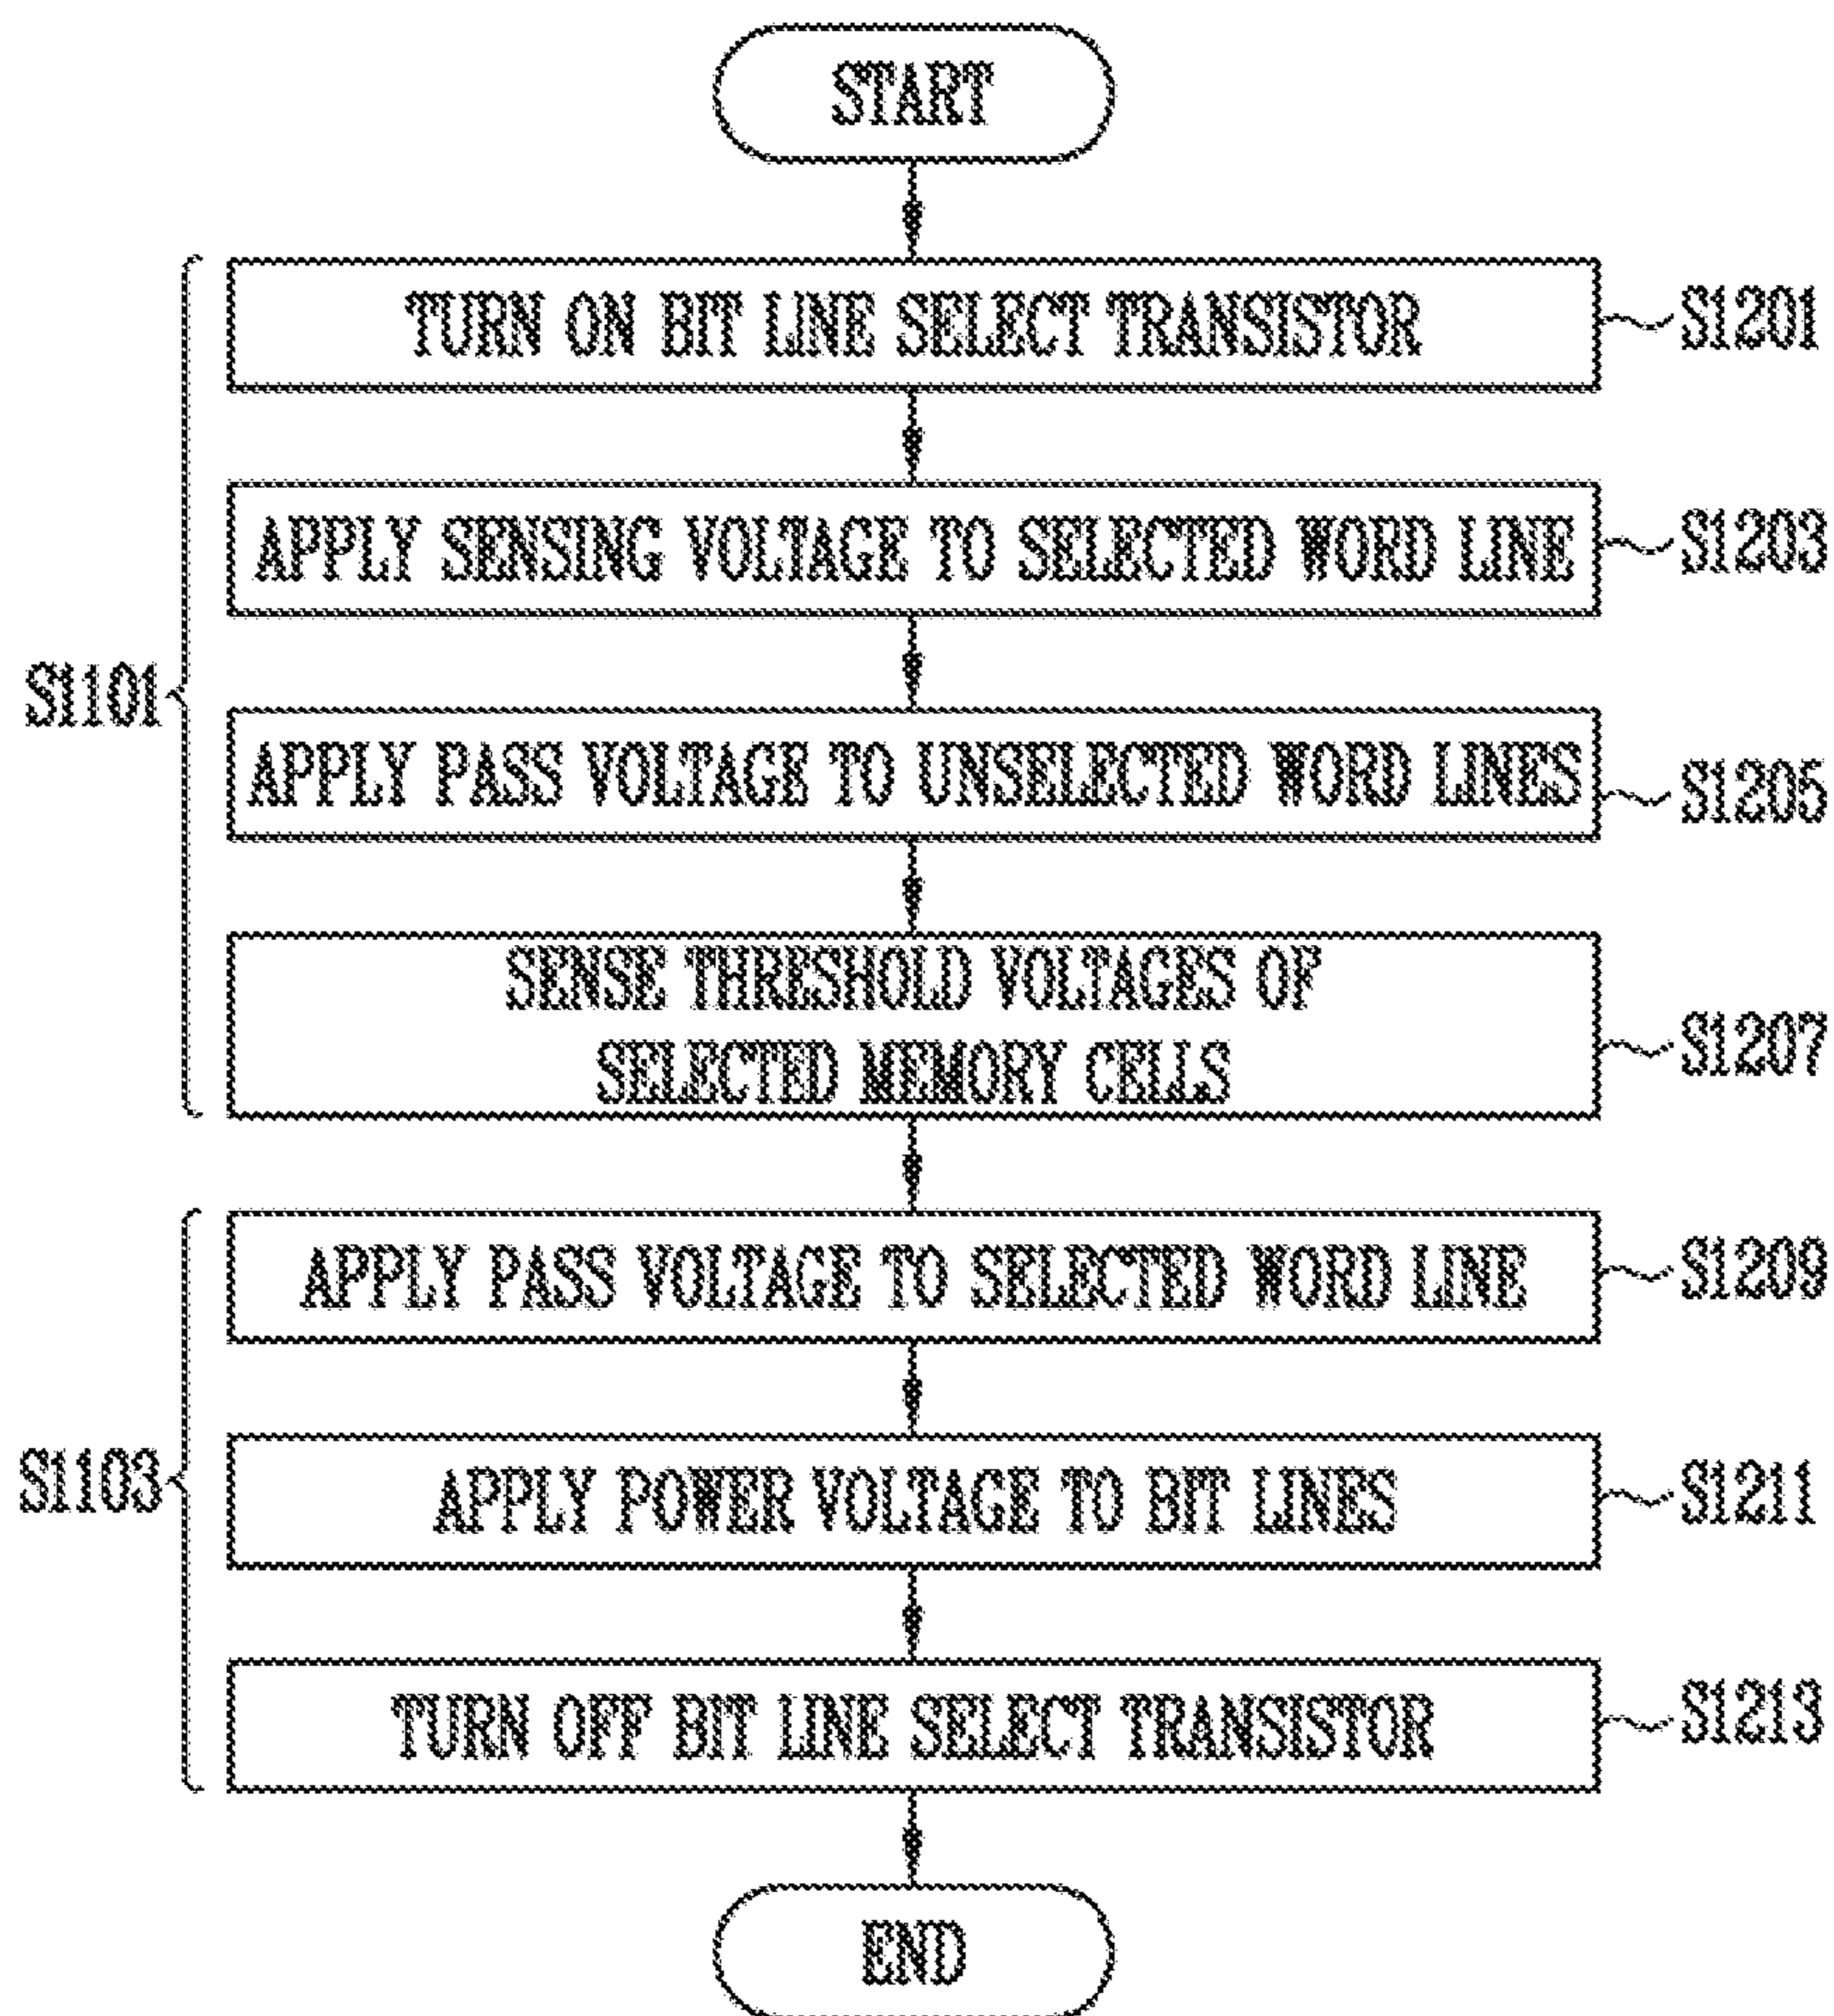 START
TURN ON BIT LINE SELECT TRANSISTOR
S1201
APPLY SENSING VOLTAGE TO SELECTED WORD LINE
S1203
S1101
APPLY PASS VOLTAGE TO UNSELECTED WORD LINES
S1205
SENSE THRESHOLD VOLTAGES OF
SELECTED MEMORY CELLS
S1207
APPLY PASS VOLTAGE TO SELECTED WORD LINE
S1209
S1103
APPLY POWER VOLTAGE TO BIT LINES
S1211
TURN OFF BIT LINE SELECT TRANSISTOR
S1213
END